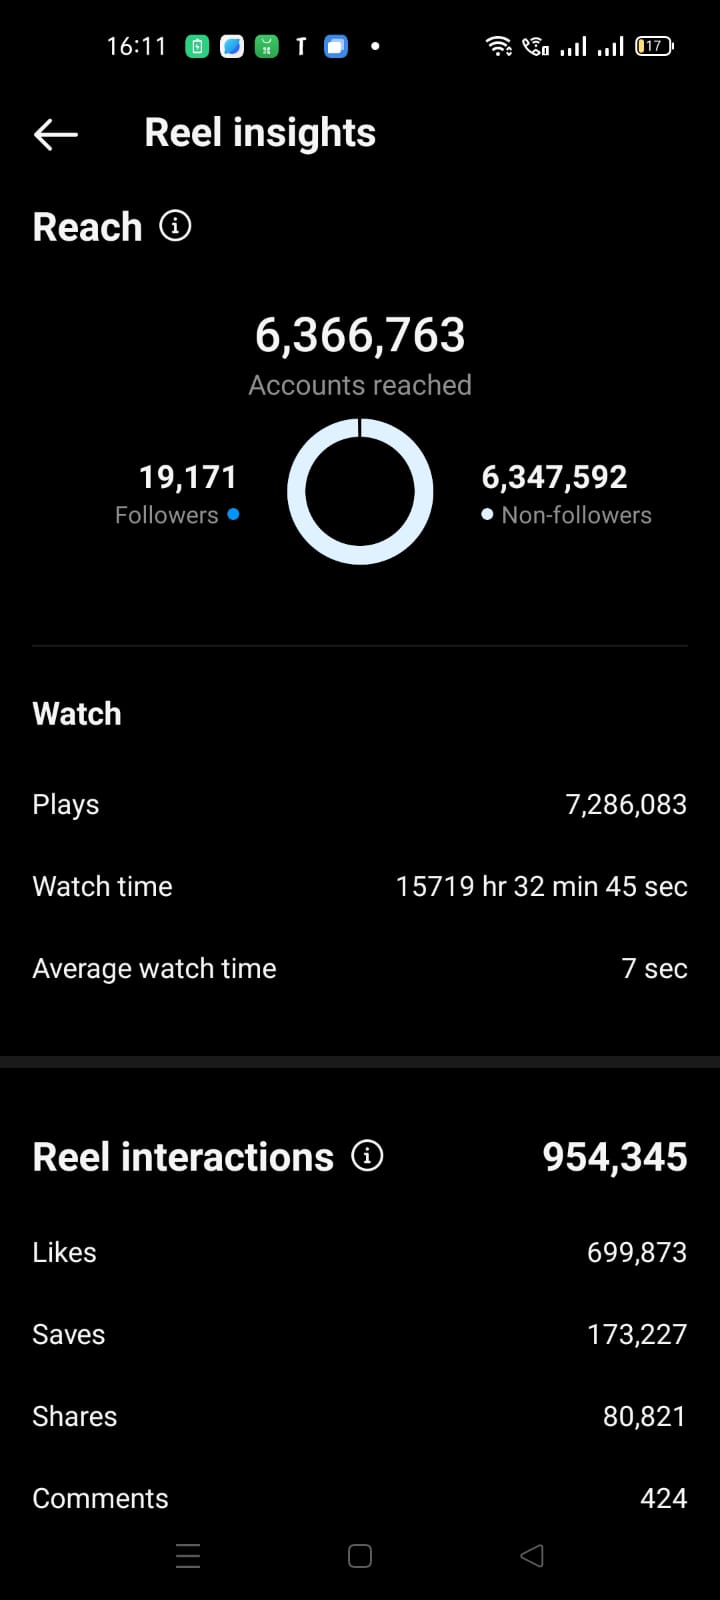 16:11
17
Reel insights
Reach
6,366,763
Accounts reached
19,171
Followers
6,347,592
Non-followers
Watch
Plays 7,286,083
Watch time 15719 hr 32 min 45 sec
Average watch time 7 sec
Reel interactions 954,345
Likes 699,873
Saves 173,227
Shares 80,821
Comments 424